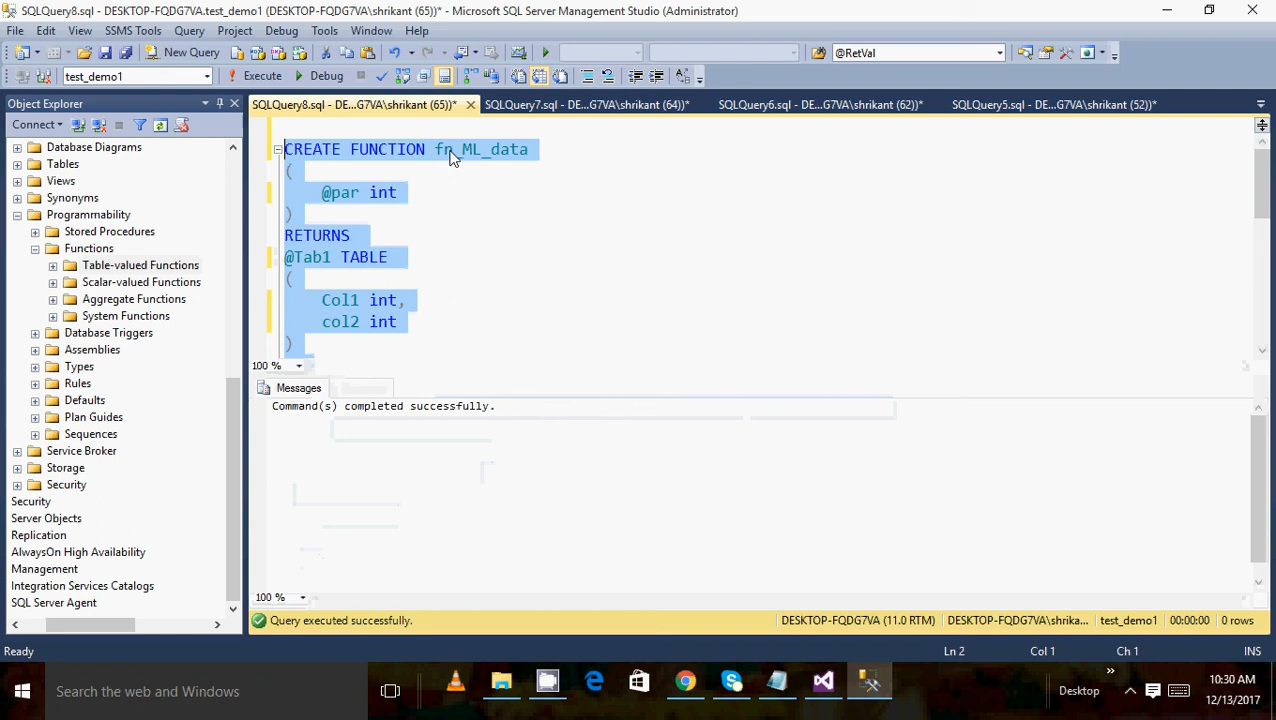 SQLQuery8.sql - DESKTOP-FQDG7VA.test_demo1 (DESKTOP-FQDG7VA\shrikant (65))* - Microsoft SQL Server Management Studio (Administrator)
File Edit View SSMS Tools Query Project Debug Tools Window Help
New Query @RetVal
test_demo1 Execute Debug
Object Explorer
SQLQuery8.sql - DE...G7VA\shrikant (65))* SQLQuery7.sql - DE...G7VA\shrikant (64))* SQLQuery6.sql - DE...G7VA\shrikant (62))* SQLQuery5.sql - DE...G7VA\shrikant (52))*
Connect
Database Diagrams
Tables
Views
Synonyms
Programmability
Stored Procedures
Functions
Table-valued Functions
Scalar-valued Functions
Aggregate Functions
System Functions
Database Triggers
Assemblies
Types
Rules
Defaults
Plan Guides
Sequences
Service Broker
Storage
Security
Security
Server Objects
Replication
AlwaysOn High Availability
Management
Integration Services Catalogs
SQL Server Agent
CREATE FUNCTION fn_ML_data
(
@par int
)
RETURNS
@Tab1 TABLE
(
Col1 int,
col2 int
)
100 %
Messages
Command(s) completed successfully.
100 %
Query executed successfully. DESKTOP-FQDG7VA (11.0 RTM) DESKTOP-FQDG7VA\shrika... test_demo1 00:00:00 0 rows
Ready Ln 2 Col 1 Ch 1 INS
Search the web and Windows
Desktop
10:30 AM
12/13/2017